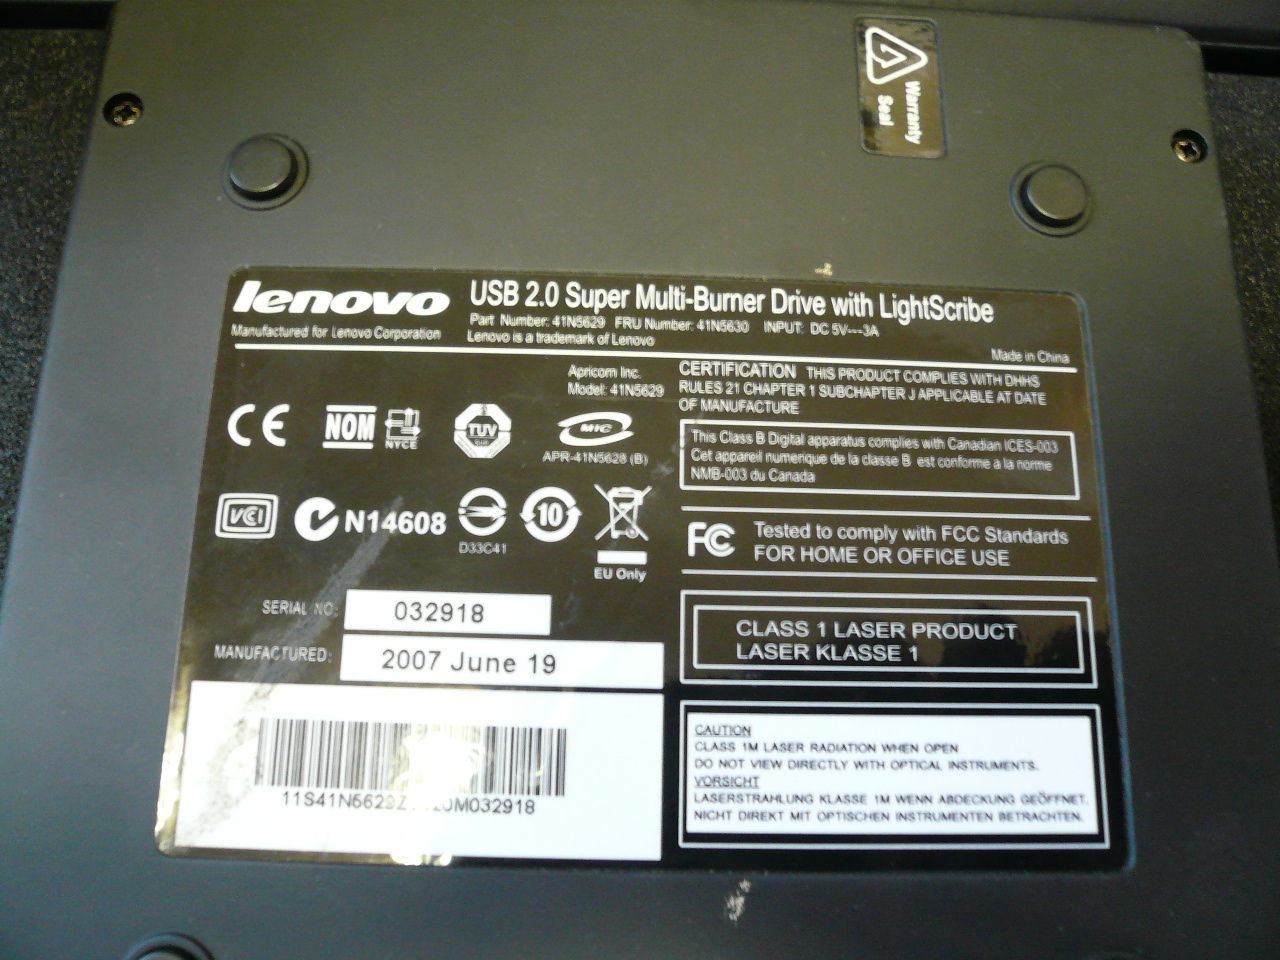 Warranty
Seal
lenovo
USB 2.0 Super Multi-Burner Drive with LightScribe
Manufactured for Lenovo Corporation
Part Number: 41N5629 FRU Number: 41N5630 INPUT: DC 5V---3A
Lenovo is a trademark of Lenovo
Made in China
Apricorn Inc.
Model: 41N5629
CE
NOM
NYCE
TUV
MIC
APR-41N5628 (B)
VCI
N14608
D33C41
10
EU Only
SERIAL NO:
032918
MANUFACTURED:
2007 June 19
032918
CERTIFICATION THIS PRODUCT COMPLIES WITH DHHS
RULES 21 CHAPTER 1 SUBCHAPTER J APPLICABLE AT DATE
OF MANUFACTURE
This Class B Digital apparatus complies with Canadian ICES-003
Cet appareil numerique de la classe B est conforme a la norme
NMB-003 du Canada
FC
Tested to comply with FCC Standards
FOR HOME OR OFFICE USE
CLASS 1 LASER PRODUCT
LASER KLASSE 1
CAUTION
CLASS 1M LASER RADIATION WHEN OPEN
DO NOT VIEW DIRECTLY WITH OPTICAL INSTRUMENTS.
VORSICHT
LASERSTRAHLUNG KLASSE 1M WENN ABDECKUNG GEÖFFNET.
NICHT DIREKT MIT OPTISCHEN INSTRUMENTEN BETRACHTEN.